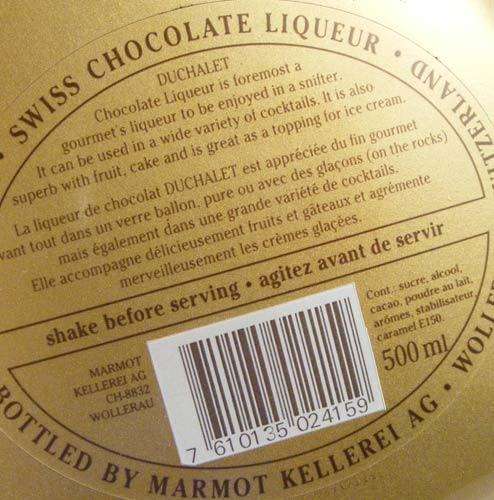 • SWISS CHOCOLATE LIQUEUR •
DUCHALET
Chocolate Liqueur is foremost a
gourmet's liqueur to be enjoyed in a snifter.
It can be used in a wide variety of cocktails. It is also
superb with fruit, cake and is great as a topping for ice cream.
La liqueur de chocolat DUCHALET est appréciée du fin gourmet
vant tout dans un verre ballon, pure ou avec des glaçons (on the rocks)
mais également dans une grande variété de cocktails.
Elle accompagne délicieusement fruits et gâteaux et agrémente
merveilleusement les crèmes glaçées.
shake before serving • agitez avant de servir
MARMOT
KELLEREI AG
CH-8832
WOLLERAU
Cont.: sucre, alcool,
cacao, poudre au lait,
arômes, stabilisateur,
caramel E150.
500 ml
7 610135 024159
BOTTLED BY MARMOT KELLEREI AG • WOLLE
ITZERLAND